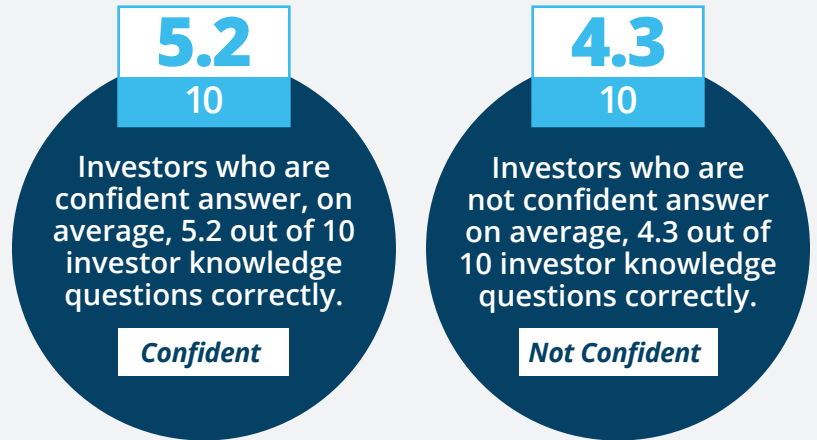 5.2
10
Investors who are
confident answer, on
average, 5.2 out of 10
investor knowledge
questions correctly.
Confident
4.3
10
Investors who are
not confident answer
on average, 4.3 out of
10 investor knowledge
questions correctly.
Not Confident